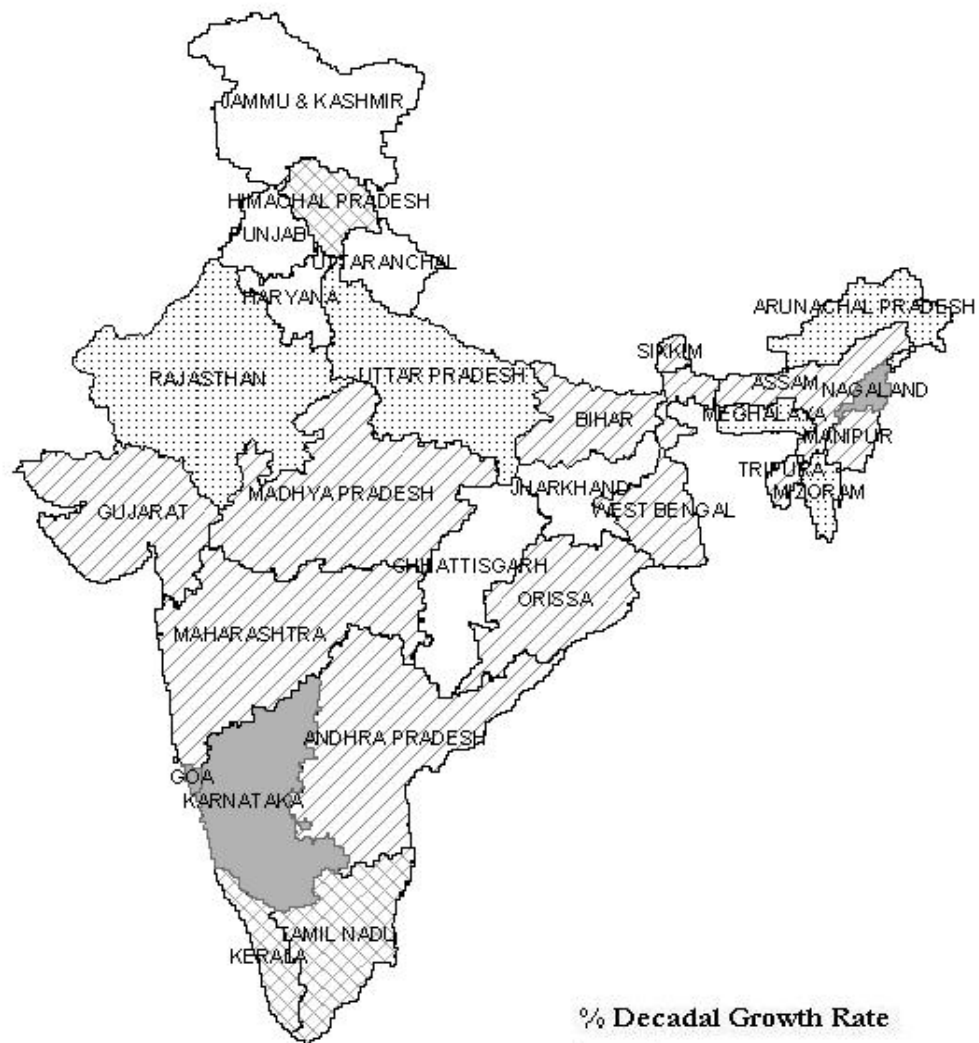 JAMMU & KASHMIR
HIMACHAL PRADESH
PUNJAB
UTTARANCHAL
HARYANA
ARUNACHAL PRADESH
SIKKIM
RAJASTHAN
UTTAR PRADESH
ASSAM
NAGALAND
BIHAR
MEGHALAYA
MANIPUR
TRIPURA
MIZORAM
GUJARAT
MADHYA PRADESH
JHARKHAND
WEST BENGAL
CHHATTISGARH
ORISSA
MAHARASHTRA
ANDHRA PRADESH
GOA
KARNATAKA
TAMIL NADU
KERALA
% Decadal Growth Rate